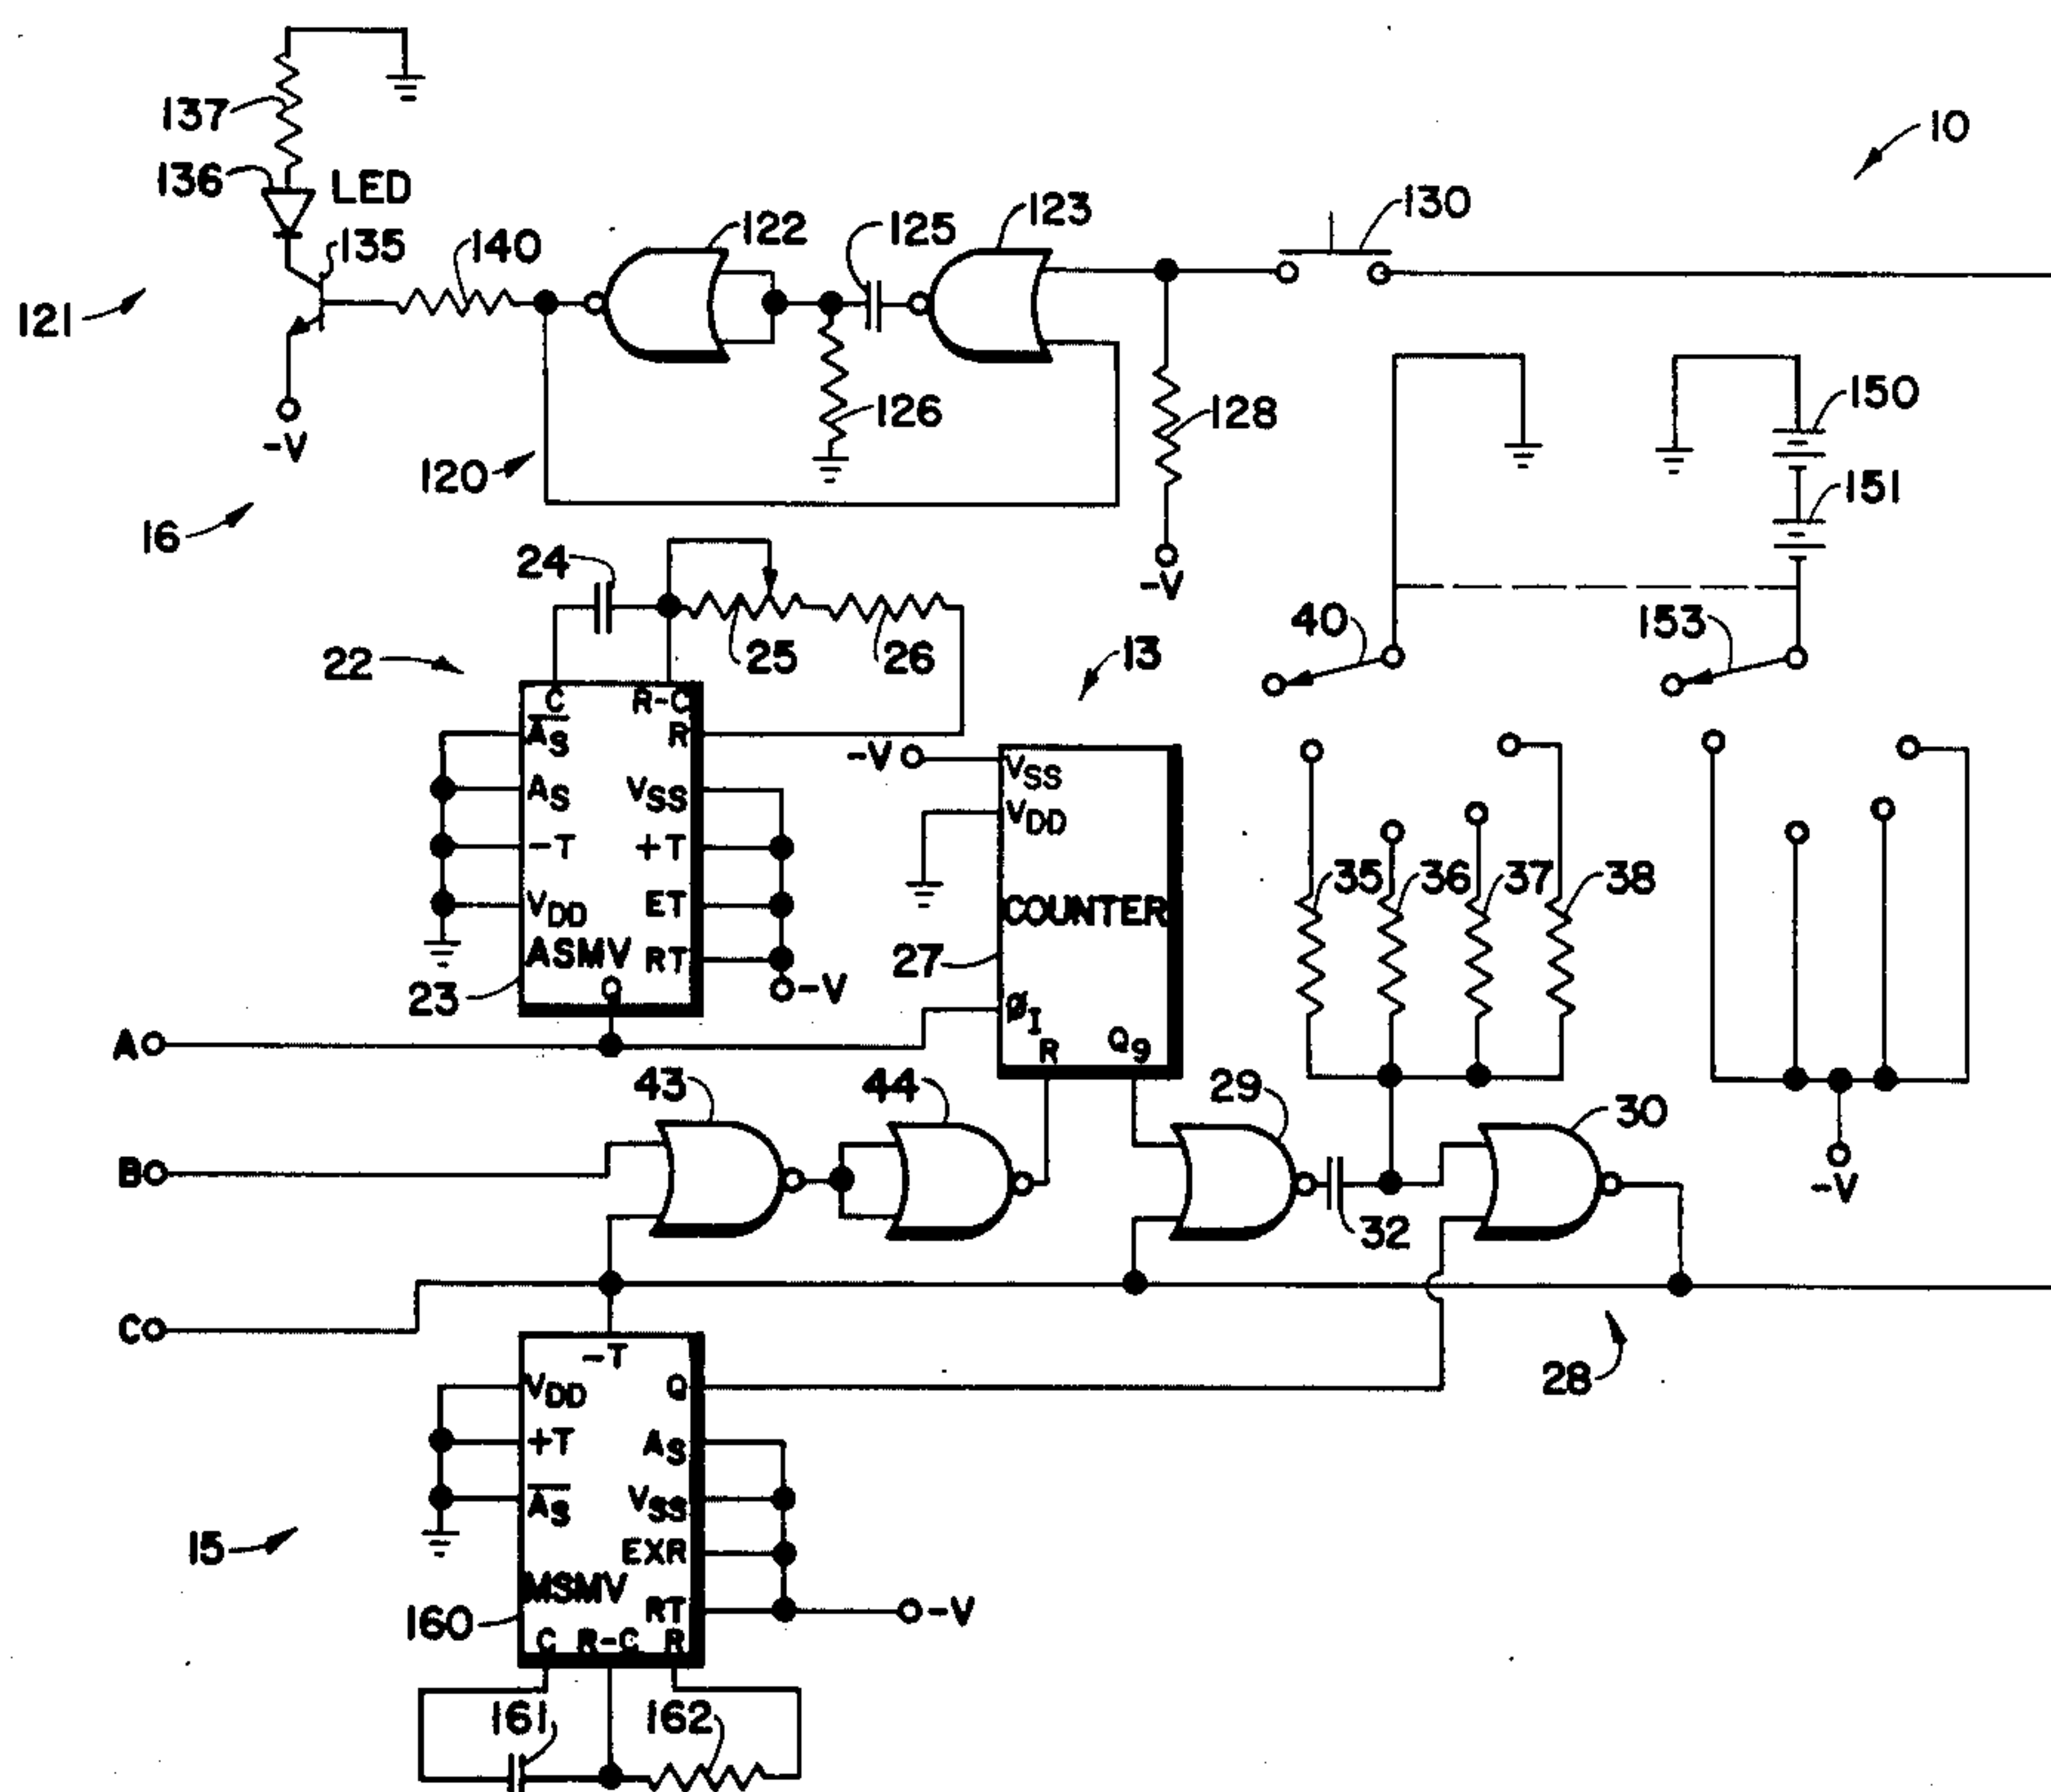 137
10
136 LED
130
135
140
122
125
123
121
-V
126
128
150
120
151
16
24
-V
22
25
26
13
40
153
C R-C
A̅S̅ R
-V VSS
AS VSS
VDD
-T +T
35 36 37 38
VDD ET
COUNTER
ASMV RT
27
23 Q -V
øI
A
R Q9
43
44
29
30
B
-V
32
C
-T
28
VDD Q
+T AS
A̅S̅ VSS
15
EXR
MSMV
160 RT -V
C R-C R
161 162